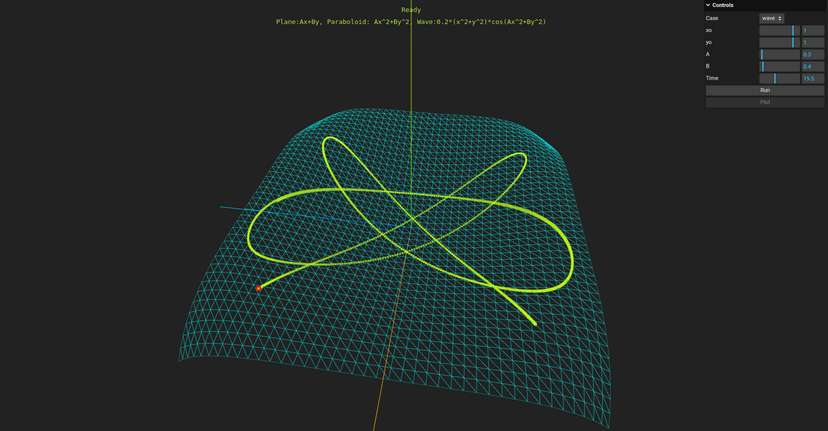 Ready
Plane:Ax+By, Paraboloid: Ax^2+By^2, Wave:0.2*(x^2+y^2)*cos(Ax^2+By^2)
Controls
Case wave
xo 1
yo 1
A 0.3
B 0.4
Time 19.5
Run
Plot